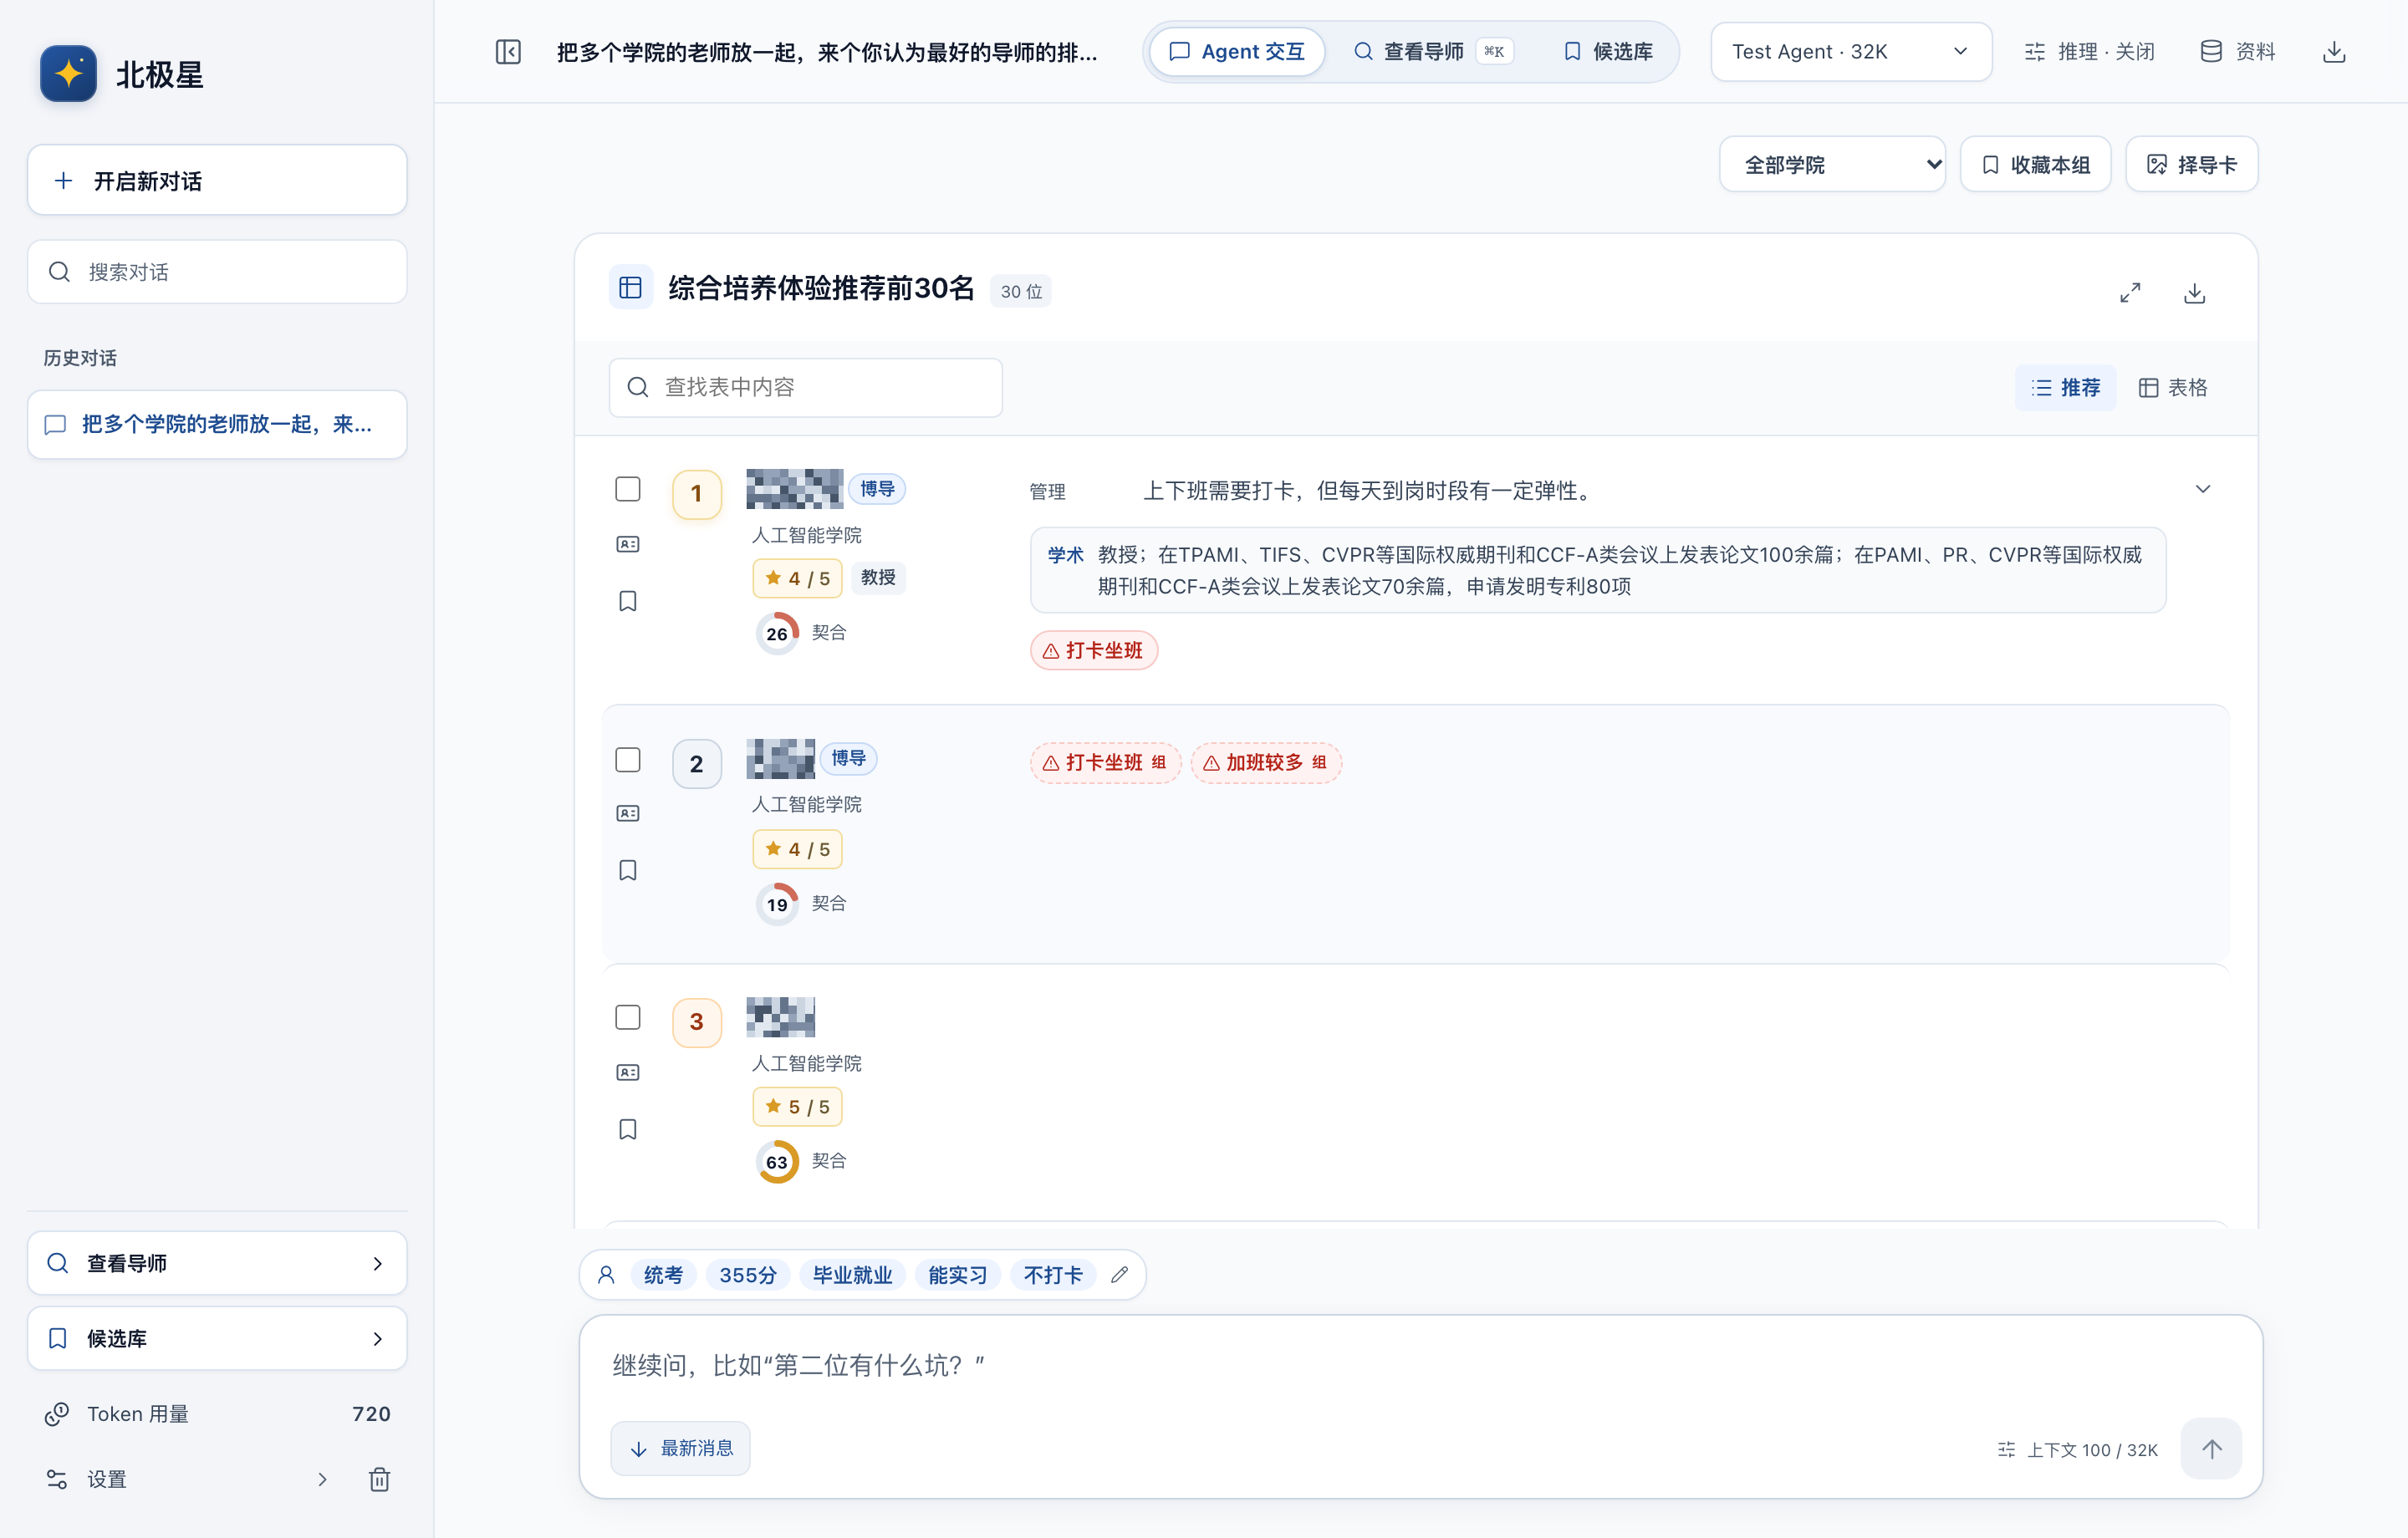 北极星
开启新对话
搜索对话
历史对话
把多个学院的老师放一起，来...
查看导师
候选库
Token 用量 720
设置
把多个学院的老师放一起，来个你认为最好的导师的排...
Agent 交互
查看导师 ⌘K
候选库
Test Agent · 32K
推理 · 关闭
资料
全部学院
收藏本组
择导卡
综合培养体验推荐前30名 30 位
查找表中内容
推荐
表格
1
博导
人工智能学院
4 / 5 教授
26 契合
管理 上下班需要打卡，但每天到岗时段有一定弹性。
学术 教授；在TPAMI、TIFS、CVPR等国际权威期刊和CCF-A类会议上发表论文100余篇；在PAMI、PR、CVPR等国际权威
期刊和CCF-A类会议上发表论文70余篇，申请发明专利80项
打卡坐班
2
博导
人工智能学院
4 / 5
19 契合
打卡坐班 组 加班较多 组
3
人工智能学院
5 / 5
63 契合
统考 355分 毕业就业 能实习 不打卡
继续问，比如“第二位有什么坑？”
最新消息
上下文 100 / 32K